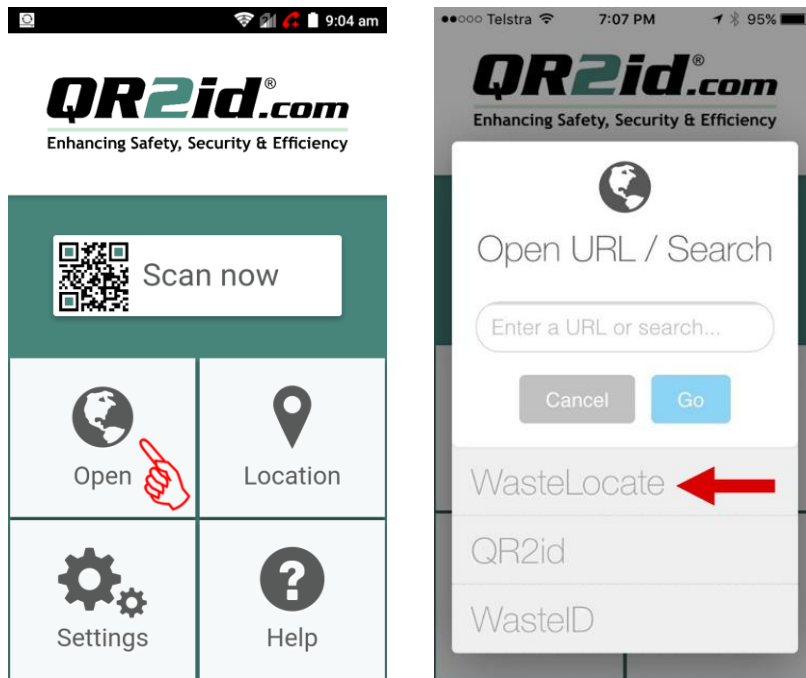 9:04 am
QR2id.com®
Enhancing Safety, Security & Efficiency
Scan now
Open
Location
Settings
Help
Telstra 7:07 PM 95%
QR2id.com®
Enhancing Safety, Security & Efficiency
Open URL / Search
Enter a URL or search...
Cancel Go
WasteLocate
QR2id
WasteID